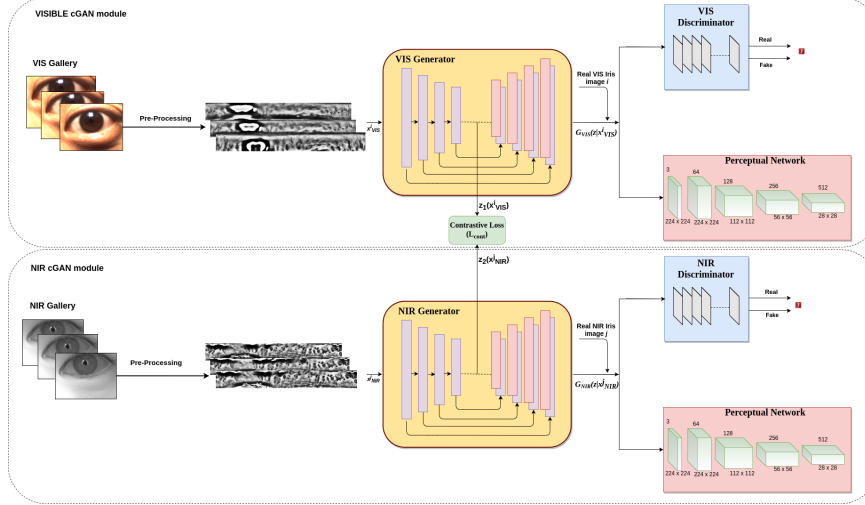 VISIBLE cGAN module
VIS Gallery
Pre-Processing
x^i_VIS
VIS Generator
z₁(x^i_VIS)
Real VIS Iris
image i
G_VIS(z|x^i_VIS)
VIS
Discriminator
Real
Fake
?
Perceptual Network
3
64
128
256
512
224 x 224
224 x 224
112 x 112
56 x 56
28 x 28
Contrastive Loss
(L_cont)
NIR cGAN module
NIR Gallery
Pre-Processing
x^j_NIR
z₂(x^j_NIR)
NIR Generator
Real NIR Iris
image j
G_NIR(z|x^j_NIR)
NIR
Discriminator
Real
Fake
?
Perceptual Network
3
64
128
256
512
224 x 224
224 x 224
112 x 112
56 x 56
28 x 28